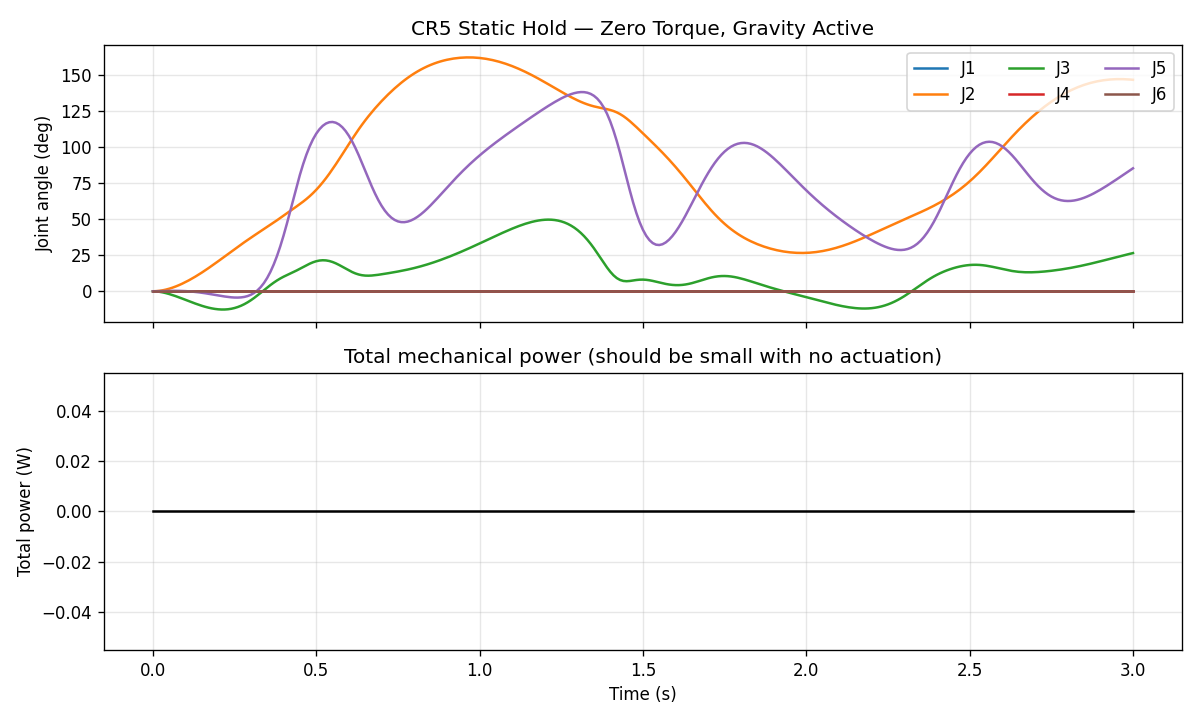 CR5 Static Hold — Zero Torque, Gravity Active
J1 J3 J5
J2 J4 J6
Joint angle (deg)
150
125
100
75
50
25
0
Total mechanical power (should be small with no actuation)
Total power (W)
0.04
0.02
0.00
−0.02
−0.04
0.0 0.5 1.0 1.5 2.0 2.5 3.0
Time (s)